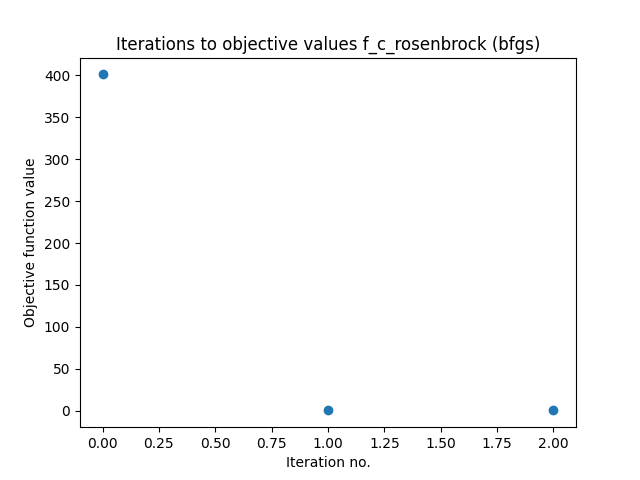 Iterations to objective values f_c_rosenbrock (bfgs)
400
350
300
250
200
150
100
50
0
Objective function value
0.00 0.25 0.50 0.75 1.00 1.25 1.50 1.75 2.00
Iteration no.